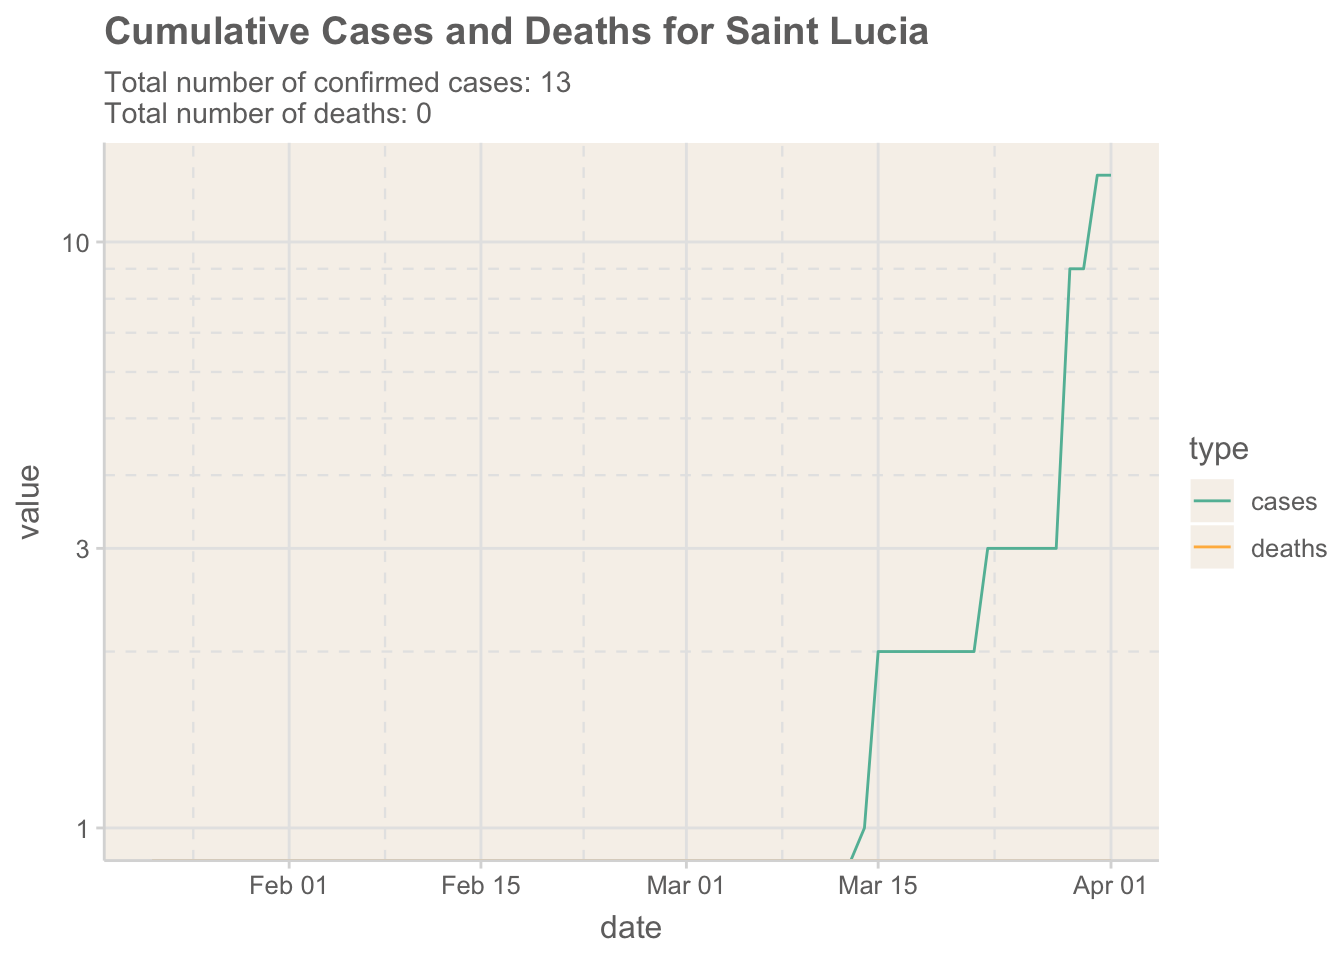 Cumulative Cases and Deaths for Saint Lucia
Total number of confirmed cases: 13
Total number of deaths: 0
10
3
1
value
Feb 01
Feb 15
Mar 01
Mar 15
Apr 01
date
type
cases
deaths